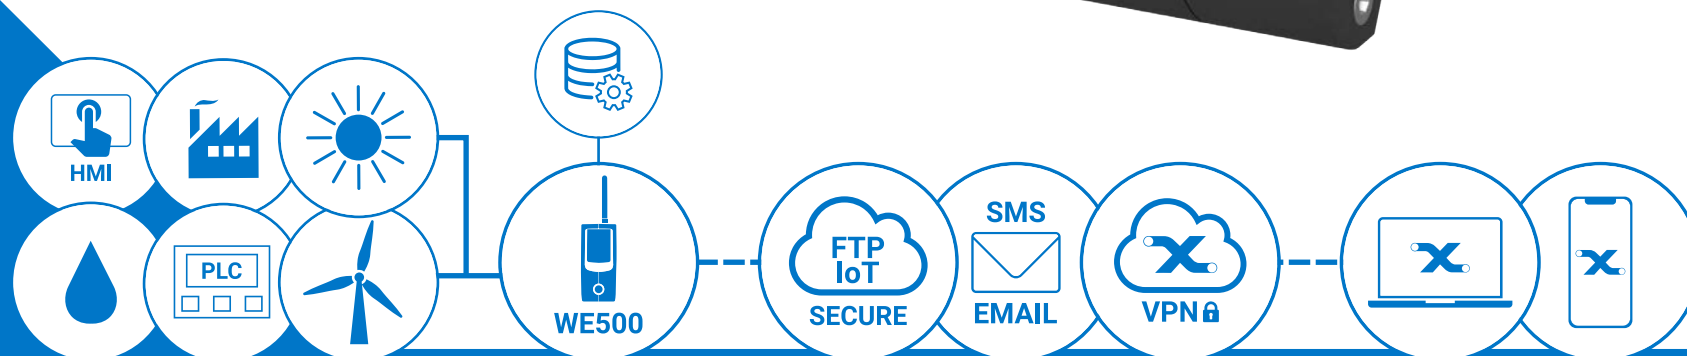 HMI
PLC
WE500
FTP
IoT
SECURE
SMS
EMAIL
VPN